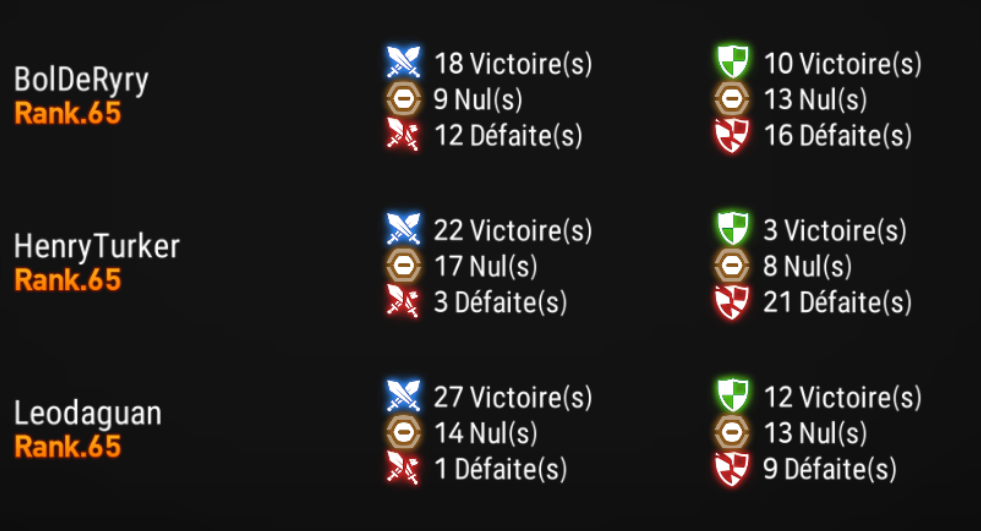 BolDeRyry
Rank.65
18 Victoire(s)
9 Nul(s)
12 Défaite(s)
10 Victoire(s)
13 Nul(s)
16 Défaite(s)
HenryTurker
Rank.65
22 Victoire(s)
17 Nul(s)
3 Défaite(s)
3 Victoire(s)
8 Nul(s)
21 Défaite(s)
Leodaguan
Rank.65
27 Victoire(s)
14 Nul(s)
1 Défaite(s)
12 Victoire(s)
13 Nul(s)
9 Défaite(s)